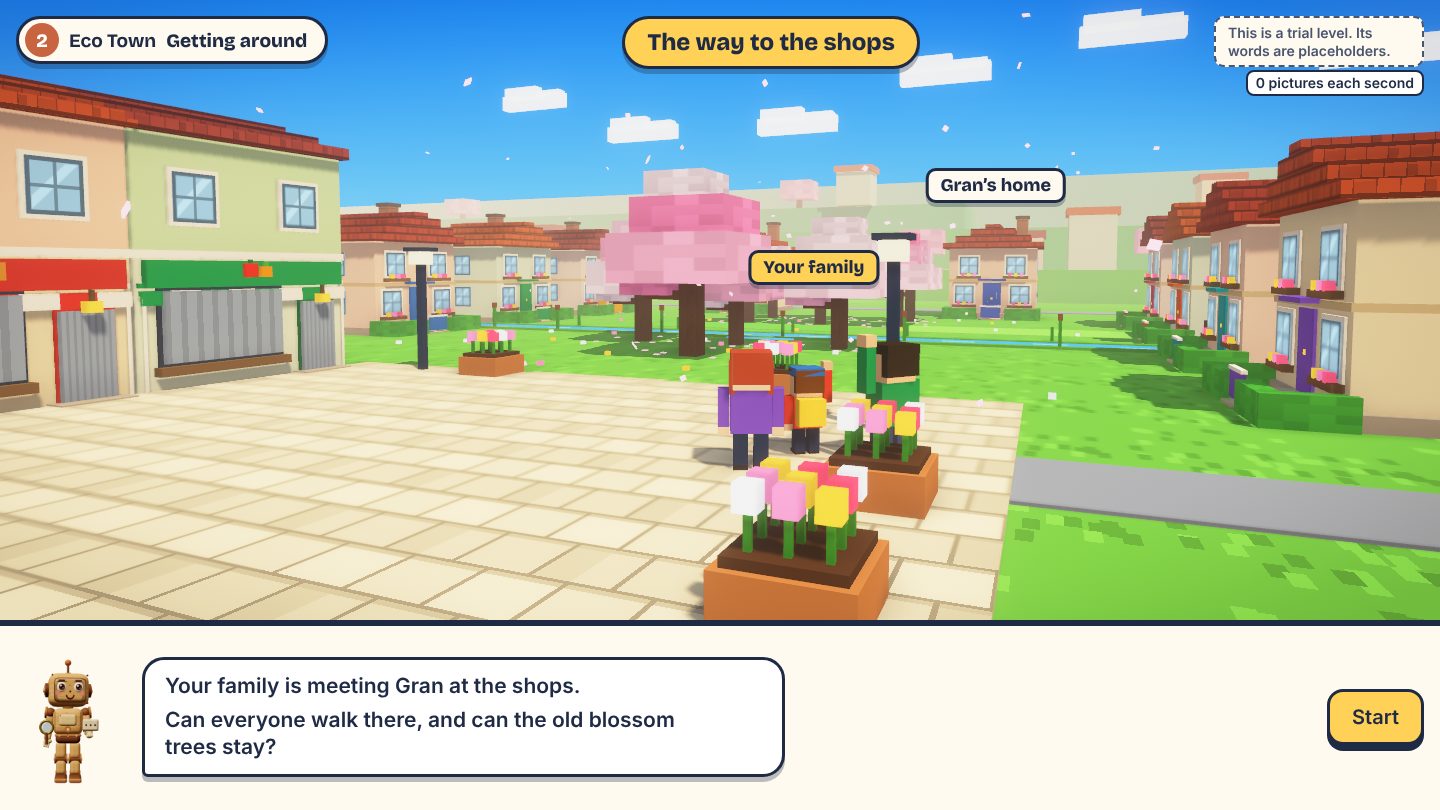 2 Eco Town Getting around
The way to the shops
This is a trial level. Its
words are placeholders.
0 pictures each second
Gran's home
Your family
Your family is meeting Gran at the shops.
Can everyone walk there, and can the old blossom
trees stay?
Start